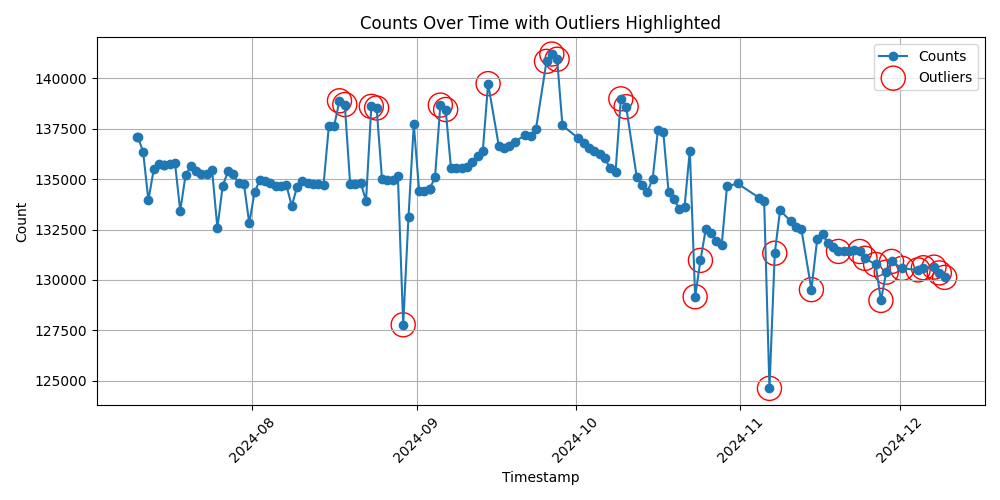 Counts Over Time with Outliers Highlighted
Counts
Outliers
Count
140000
137500
135000
132500
130000
127500
125000
2024-08
2024-09
2024-10
2024-11
2024-12
Timestamp